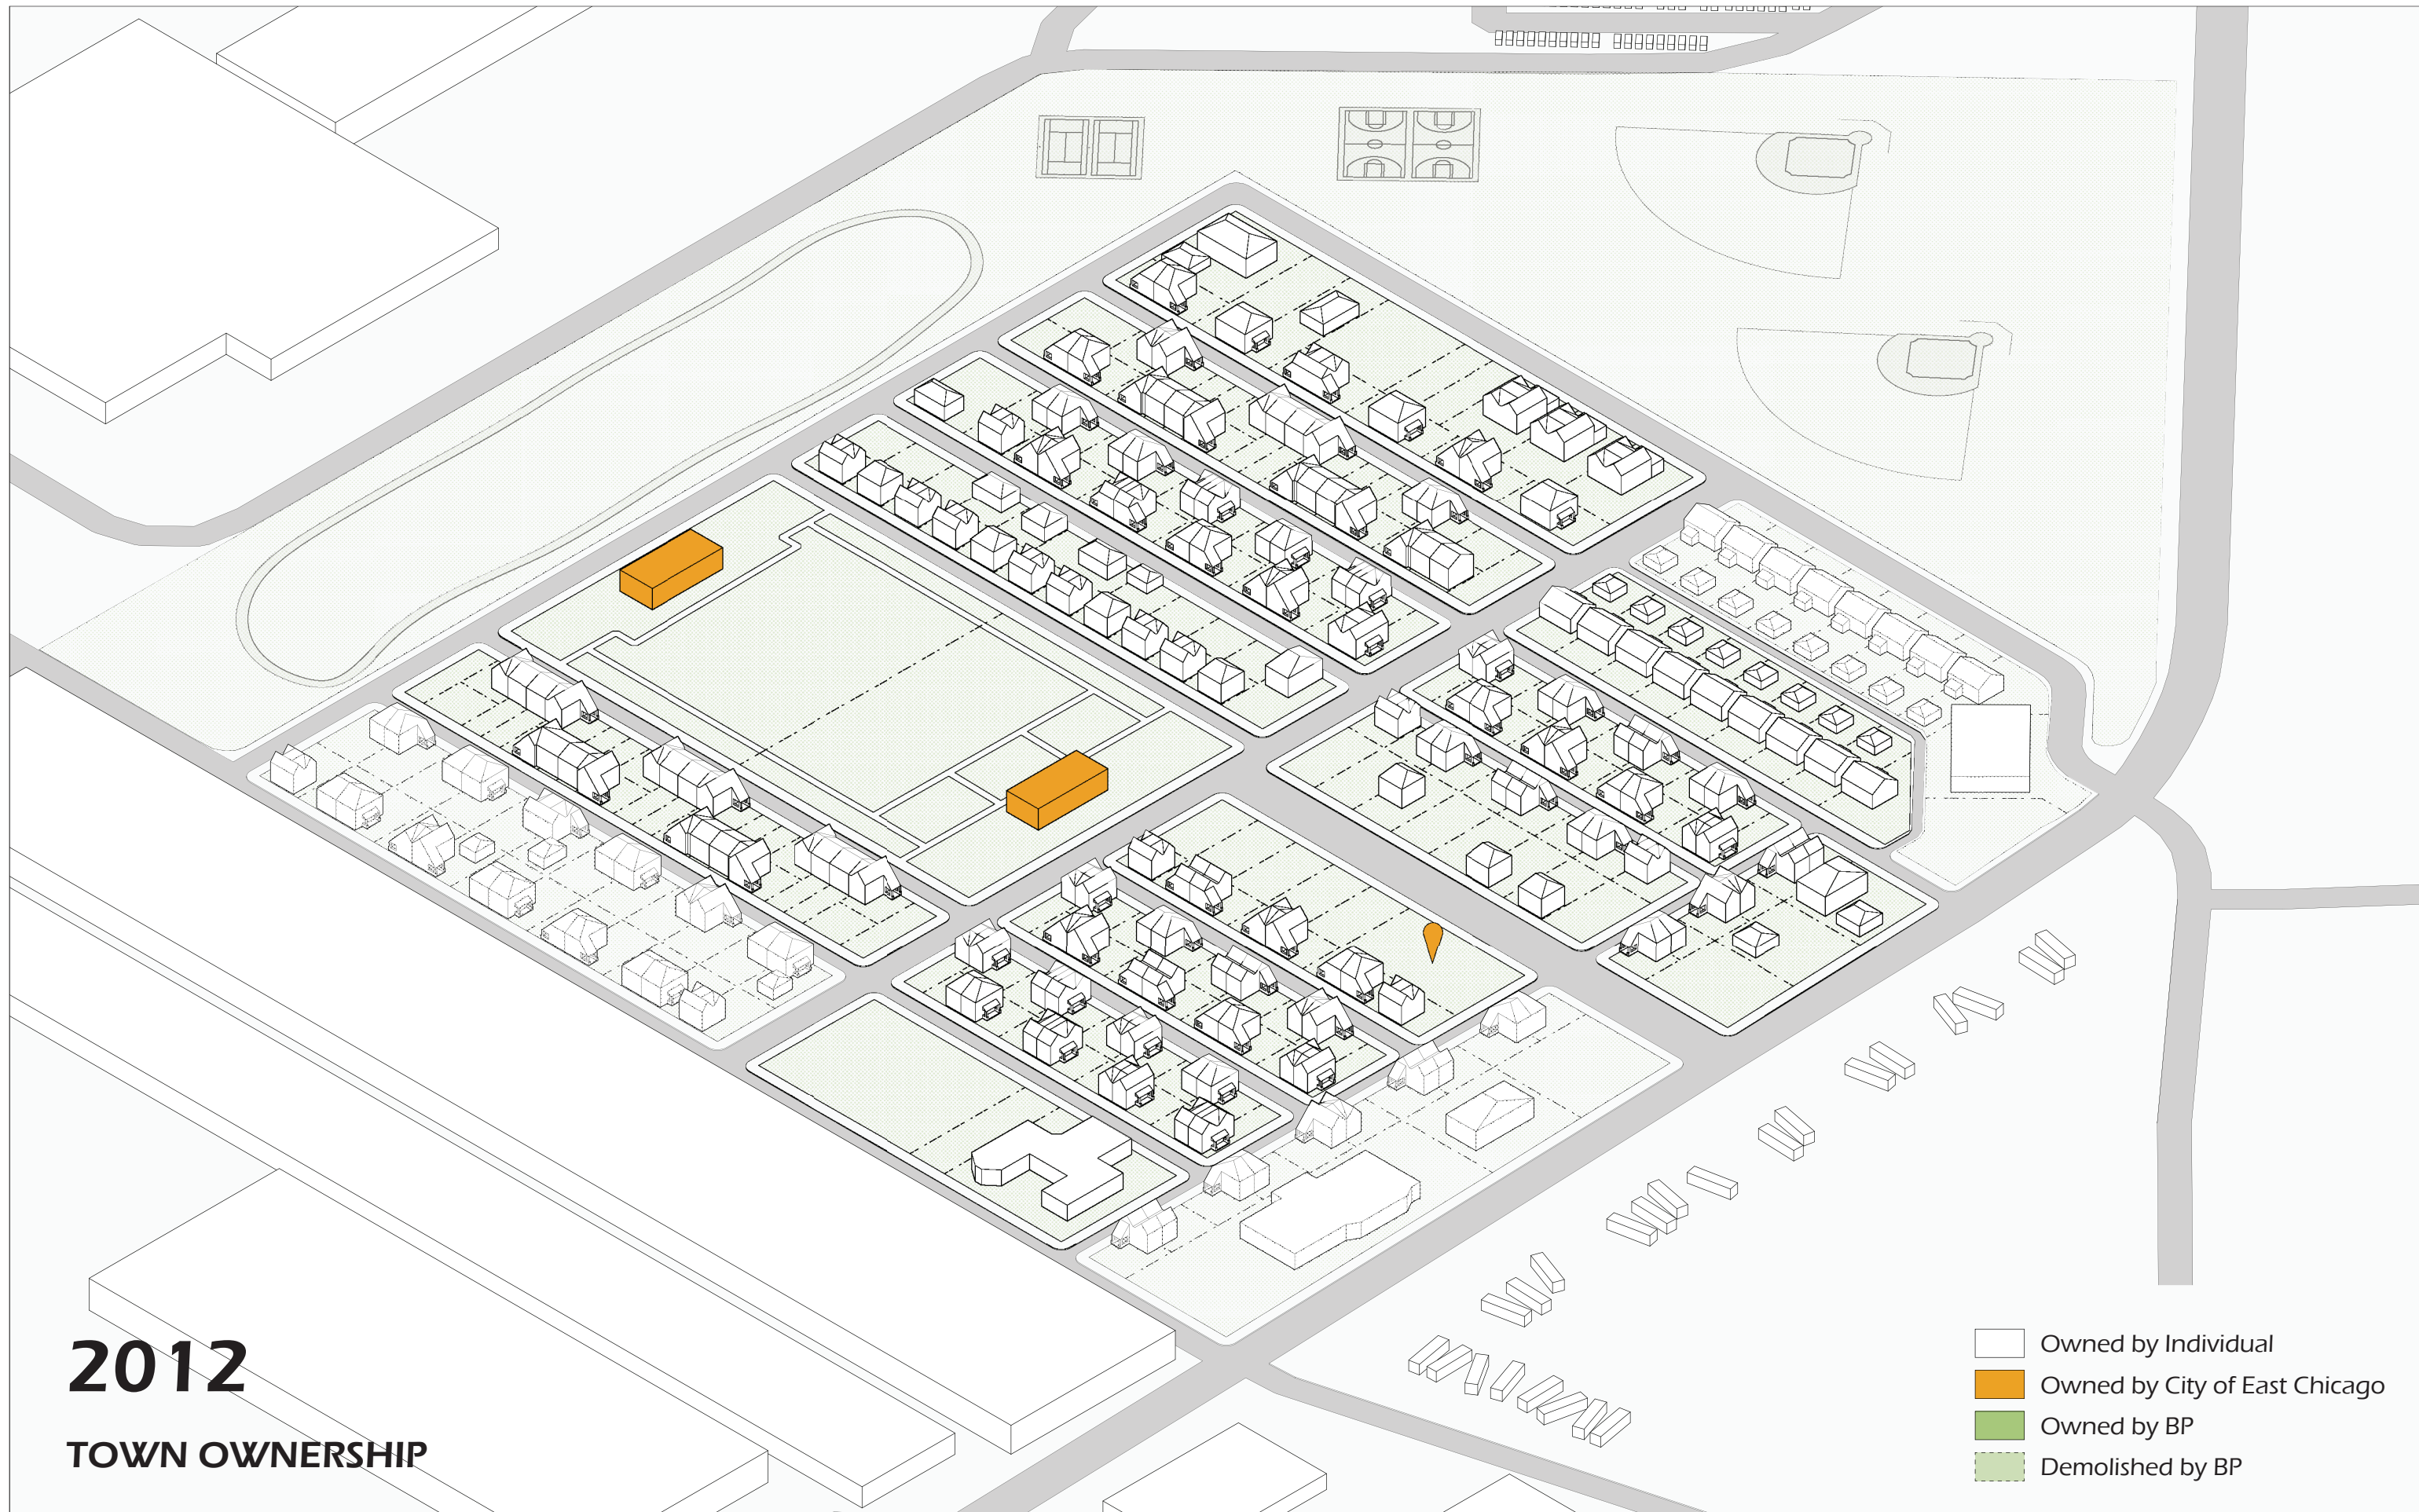 2012
TOWN OWNERSHIP
Owned by Individual
Owned by City of East Chicago
Owned by BP
Demolished by BP